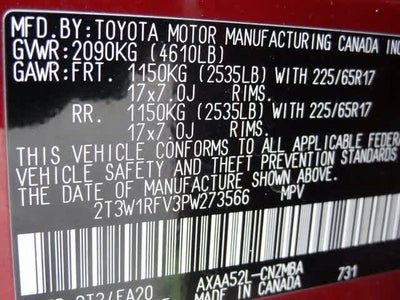 MFD.BY:TOYOTA MOTOR MANUFACTURING CANADA INC
GVWR:2090KG (4610LB)
GAWR:FRT. 1150KG (2535LB) WITH 225/65R17
17x7.0J RIMS.
RR. 1150KG (2535LB) WITH 225/65R17
17x7.0J RIMS.
THIS VEHICLE CONFORMS TO ALL APPLICABLE FEDERA
MOTOR VEHICLE SAFETY AND THEFT PREVENTION STANDARDS
THE DATE OF MANUFACTURE SHOWN ABOVE.
2T3W1RFV3PW273566 MPV
AXAA52L-CNZMBA
MADE IN CANADA 731